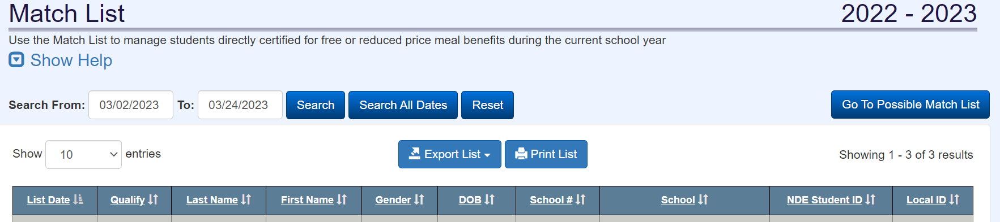 Match List 2022 - 2023
Use the Match List to manage students directly certified for free or reduced price meal benefits during the current school year
Show Help
Search From: 03/02/2023 To: 03/24/2023 Search Search All Dates Reset Go To Possible Match List
Show 10 entries Export List Print List Showing 1 - 3 of 3 results
List Date Qualify Last Name First Name Gender DOB School # School NDE Student ID Local ID